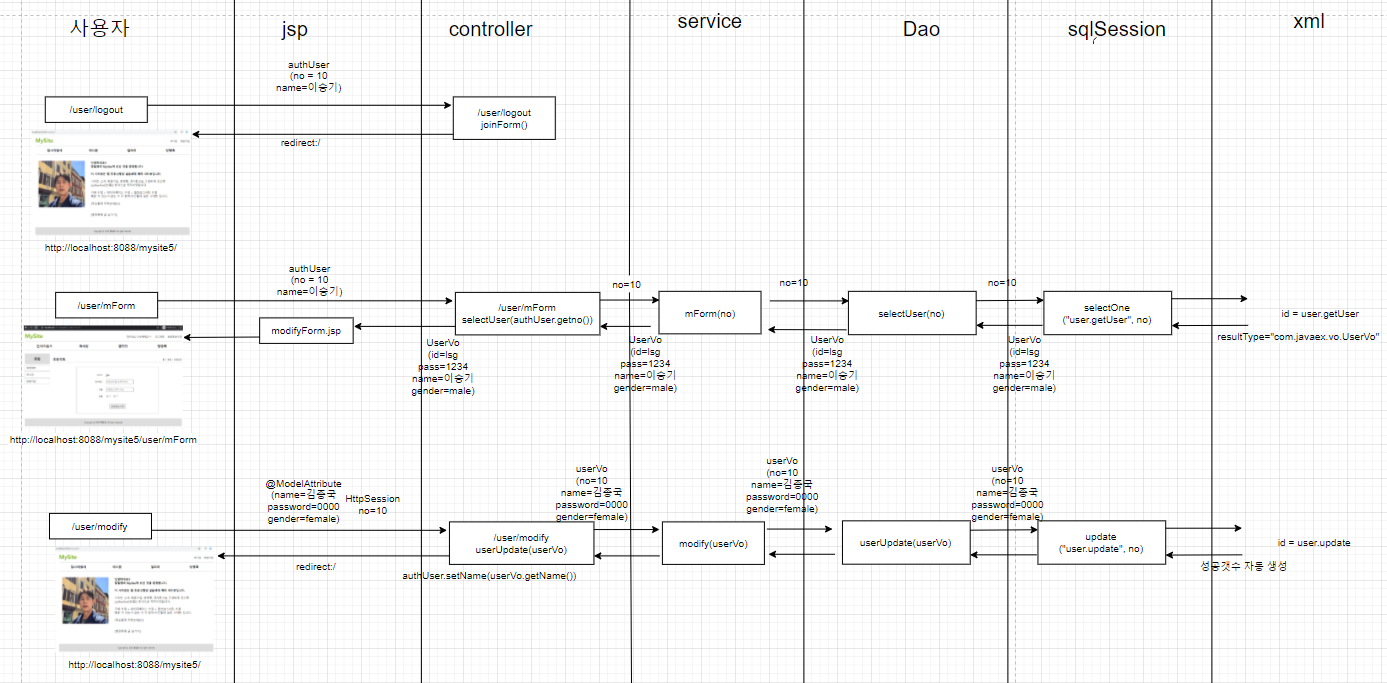 사용자
jsp
controller
service
Dao
sqlSession
xml
authUser
(no = 10
name=이승기)
/user/logout
/user/logout
joinForm()
redirect:/
MySite
http://localhost:8088/mysite5/
authUser
(no = 10
name=이승기)
/user/mForm
/user/mForm
selectUser(authUser.getno())
no=10
mForm(no)
no=10
selectUser(no)
no=10
selectOne
("user.getUser", no)
id = user.getUser
resultType="com.javaex.vo.UserVo"
modifyForm.jsp
UserVo
(id=lsg
pass=1234
name=이승기
gender=male)
UserVo
(id=lsg
pass=1234
name=이승기
gender=male)
UserVo
(id=lsg
pass=1234
name=이승기
gender=male)
UserVo
(id=lsg
pass=1234
name=이승기
gender=male)
MySite
http://localhost:8088/mysite5/user/mForm
@ModelAttribute
(name=김종국
password=0000
gender=female)
HttpSession
no=10
userVo
(no=10
name=김종국
password=0000
gender=female)
userVo
(no=10
name=김종국
password=0000
gender=female)
userVo
(no=10
name=김종국
password=0000
gender=female)
/user/modify
/user/modify
userUpdate(userVo)
modify(userVo)
userUpdate(userVo)
update
("user.update", no)
id = user.update
성공갯수 자동 생성
redirect:/
authUser.setName(userVo.getName())
MySite
http://localhost:8088/mysite5/